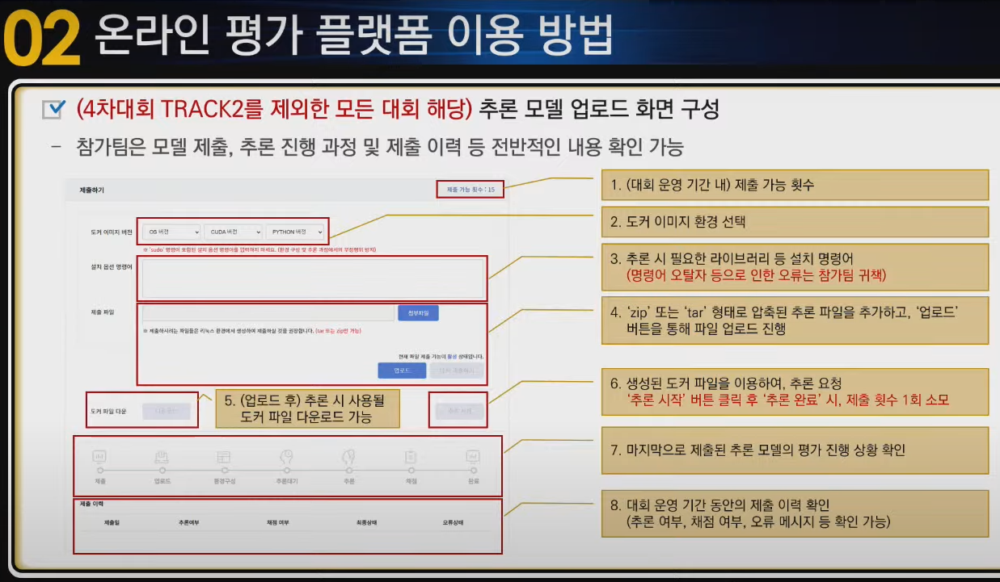 02 온라인 평가 플랫폼 이용 방법
(4차대회 TRACK2를 제외한 모든 대회 해당) 추론 모델 업로드 화면 구성
– 참가팀은 모델 제출, 추론 진행 과정 및 제출 이력 등 전반적인 내용 확인 가능
제출하기
제출 가능 횟수 : 15
도커 이미지 버전
OS 버전
CUDA 버전
PYTHON 버전
※ 'sudo' 명령어 포함된 설치 옵션 명령어를 입력하지 마세요. (환경 구성 및 추론 과정에서의 부정행위 방지)
설치 옵션 명령어
제출 파일
첨부파일
※ 제출하시려는 파일들은 리눅스 환경에서 생성하여 제출하실 것을 권장합니다. (tar 또는 zip만 가능)
현재 파일 제출 기능이 활성 상태입니다.
업로드
도커 파일 다운
5. (업로드 후) 추론 시 사용될
도커 파일 다운로드 가능
제출
업로드
환경구성
추론대기
추론
채점
완료
제출 이력
제출일
추론여부
채점 여부
최종상태
오류상태
1. (대회 운영 기간 내) 제출 가능 횟수
2. 도커 이미지 환경 선택
3. 추론 시 필요한 라이브러리 등 설치 명령어
(명령어 오탈자 등으로 인한 오류는 참가팀 귀책)
4. 'zip' 또는 'tar' 형태로 압축된 추론 파일을 추가하고, '업로드'
버튼을 통해 파일 업로드 진행
6. 생성된 도커 파일을 이용하여, 추론 요청
'추론 시작' 버튼 클릭 후 '추론 완료' 시, 제출 횟수 1회 소모
7. 마지막으로 제출된 추론 모델의 평가 진행 상황 확인
8. 대회 운영 기간 동안의 제출 이력 확인
(추론 여부, 채점 여부, 오류 메시지 등 확인 가능)